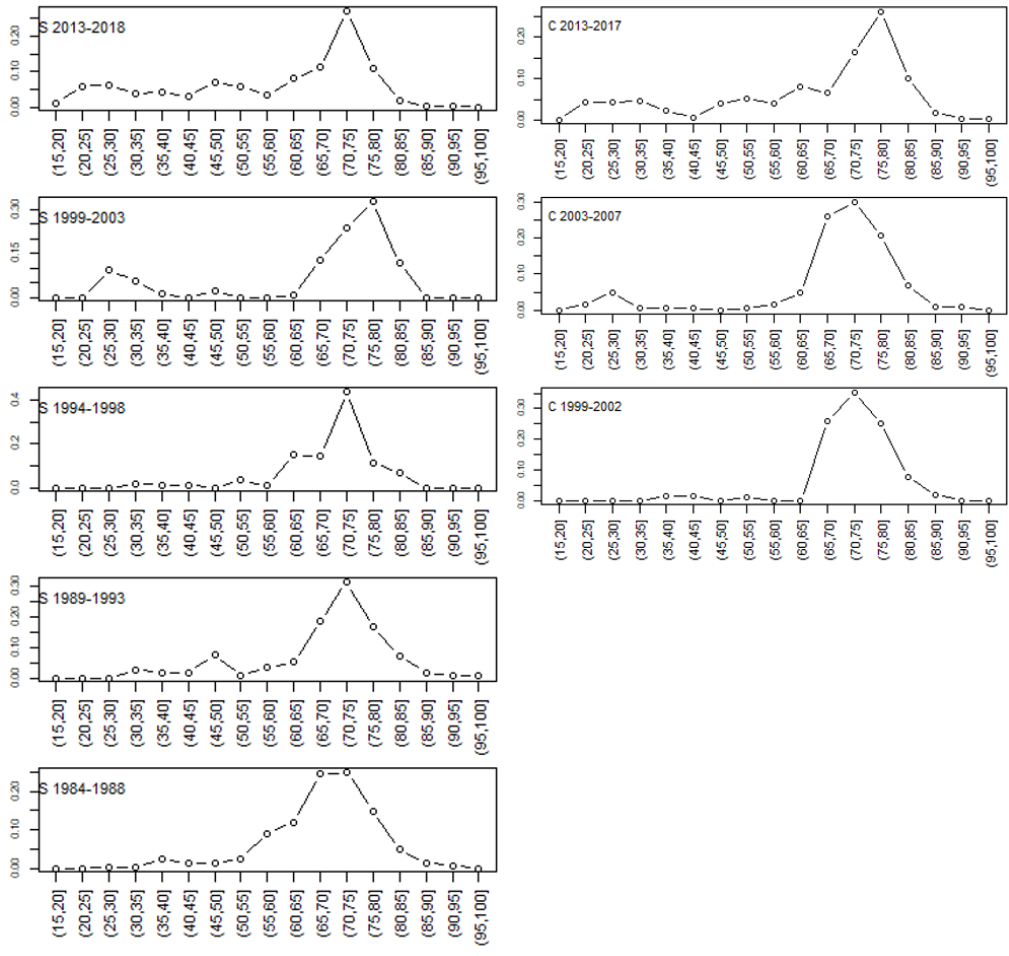 S 2013-2018
0.00 0.10 0.20
(15,20] (20,25] (25,30] (30,35] (35,40] (40,45] (45,50] (50,55] (55,60] (60,65] (65,70] (70,75] (75,80] (80,85] (85,90] (90,95] (95,100]
C 2013-2017
0.00 0.10 0.20
(15,20] (20,25] (25,30] (30,35] (35,40] (40,45] (45,50] (50,55] (55,60] (60,65] (65,70] (70,75] (75,80] (80,85] (85,90] (90,95] (95,100]
S 1999-2003
0.00 0.15 0.30
(15,20] (20,25] (25,30] (30,35] (35,40] (40,45] (45,50] (50,55] (55,60] (60,65] (65,70] (70,75] (75,80] (80,85] (85,90] (90,95] (95,100]
C 2003-2007
0.00 0.10 0.20 0.30
(15,20] (20,25] (25,30] (30,35] (35,40] (40,45] (45,50] (50,55] (55,60] (60,65] (65,70] (70,75] (75,80] (80,85] (85,90] (90,95] (95,100]
S 1994-1998
0.0 0.2 0.4
(15,20] (20,25] (25,30] (30,35] (35,40] (40,45] (45,50] (50,55] (55,60] (60,65] (65,70] (70,75] (75,80] (80,85] (85,90] (90,95] (95,100]
C 1999-2002
0.00 0.10 0.20 0.30
(15,20] (20,25] (25,30] (30,35] (35,40] (40,45] (45,50] (50,55] (55,60] (60,65] (65,70] (70,75] (75,80] (80,85] (85,90] (90,95] (95,100]
S 1989-1993
0.00 0.10 0.20 0.30
(15,20] (20,25] (25,30] (30,35] (35,40] (40,45] (45,50] (50,55] (55,60] (60,65] (65,70] (70,75] (75,80] (80,85] (85,90] (90,95] (95,100]
S 1984-1988
0.00 0.10 0.20
(15,20] (20,25] (25,30] (30,35] (35,40] (40,45] (45,50] (50,55] (55,60] (60,65] (65,70] (70,75] (75,80] (80,85] (85,90] (90,95] (95,100]